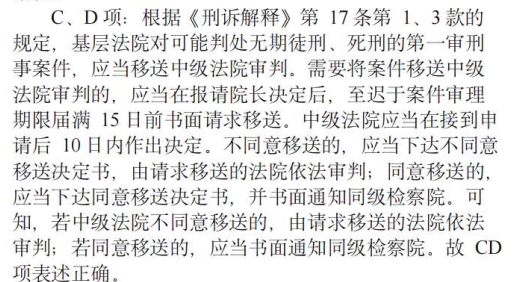 C、D 项：根据《刑诉解释》第 17 条第 1、3 款的
规定，基层法院对可能判处无期徒刑、死刑的第一审刑
事案件，应当移送中级法院审判。需要将案件移送中级
法院审判的，应当在报请院长决定后，至迟于案件审理
期限届满 15 日前书面请求移送。中级法院应当在接到申
请后 10 日内作出决定。不同意移送的，应当下达不同意
移送决定书，由请求移送的法院依法审判；同意移送的，
应当下达同意移送决定书，并书面通知同级检察院。可
知，若中级法院不同意移送的，由请求移送的法院依法
审判；若同意移送的，应当书面通知同级检察院。故 CD
项表述正确。